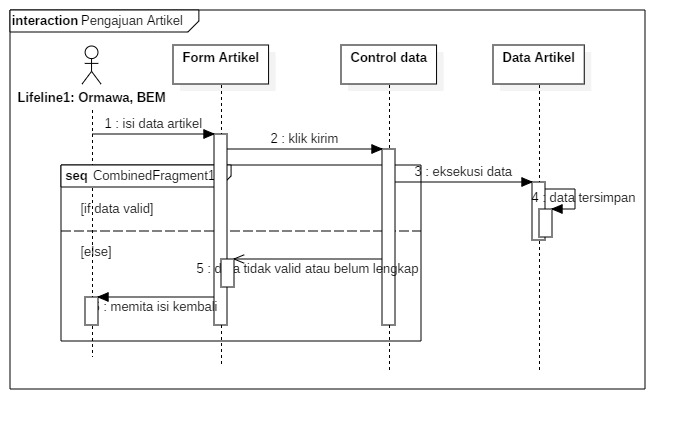 interaction Pengajuan Artikel
Form Artikel
Control data
Data Artikel
Lifeline1: Ormawa, BEM
1 : isi data artikel
2 : klik kirim
seq CombinedFragment1
3 : eksekusi data
4 : data tersimpan
[if data valid]
[else]
5 : data tidak valid atau belum lengkap
: memita isi kembali